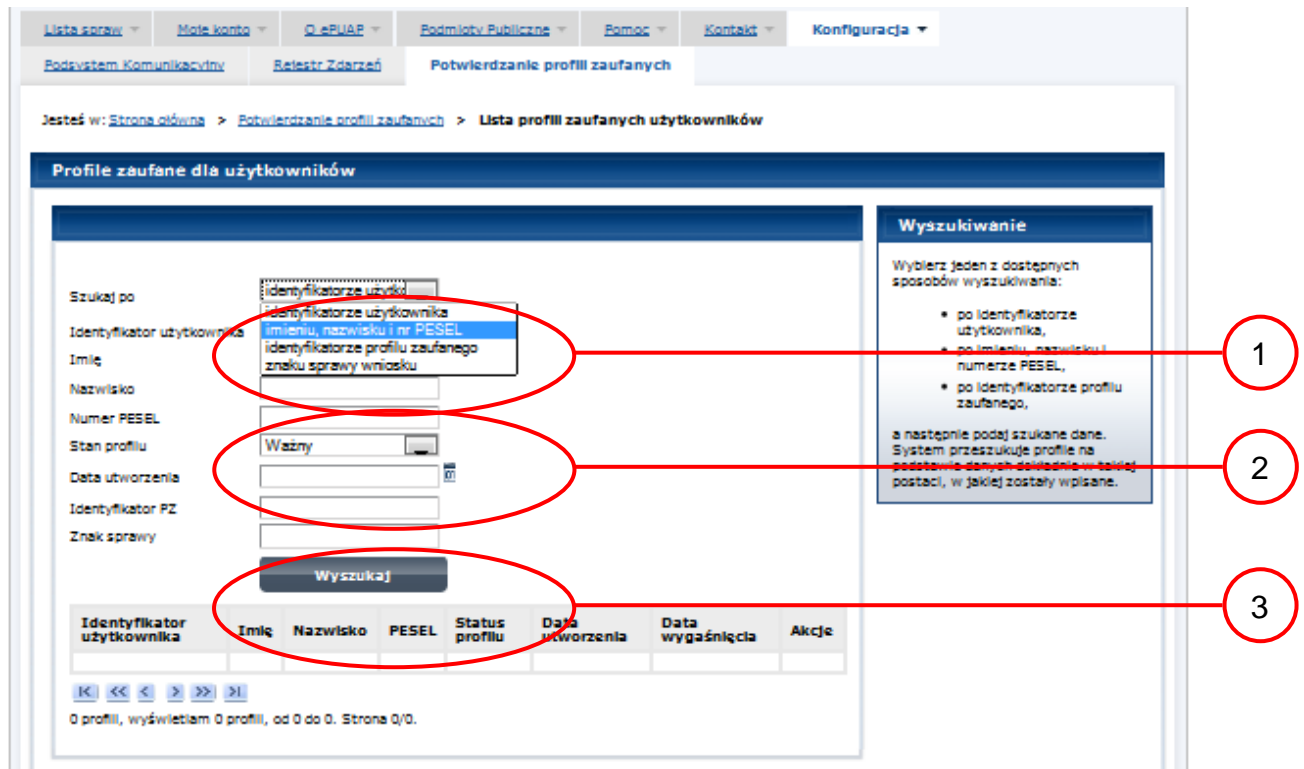 Lista spraw Moje konto O ePUAP Podmioty Publiczne Pomoc Kontakt Konfiguracja
Podsystem Komunikacyjny Rejestr Zdarzeń Potwierdzanie profili zaufanych
Jesteś w: Strona główna > Potwierdzanie profili zaufanych > Lista profili zaufanych użytkowników
Profile zaufane dla użytkowników
Szukaj po identyfikatorze użytko
identyfikatorze użytkownika
Identyfikator użytkownika imieniu, nazwisku i nr PESEL
identyfikatorze profilu zaufanego
Imię
znaku sprawy wniosku
Nazwisko
Numer PESEL
Stan profilu Ważny
Data utworzenia
Identyfikator PZ
Znak sprawy
Wyszukaj
Identyfikator użytkownika Imię Nazwisko PESEL Status profilu Data utworzenia Data wygaśnięcia Akcje
K << < > >> >I
0 profili, wyświetlam 0 profili, od 0 do 0. Strona 0/0.
Wyszukiwanie
Wybierz jeden z dostępnych
sposobów wyszukiwania:
• po identyfikatorze
użytkownika,
• po imieniu, nazwisku i
numerze PESEL,
• po identyfikatorze profilu
zaufanego,
a następnie podaj szukane dane.
System przeszukuje profile na
podstawie danych dokładnie w takiej
postaci, w jakiej zostały wpisane.
1
2
3